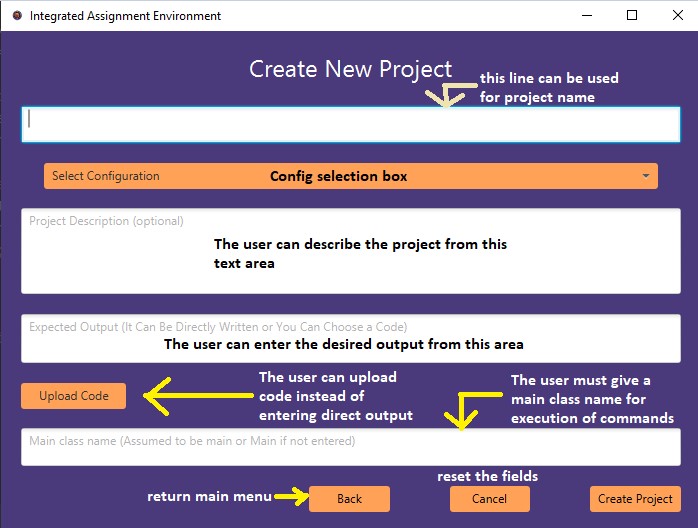 Integrated Assignment Environment
Create New Project
this line can be used
for project name
Select Configuration
Config selection box
Project Description (optional)
The user can describe the project from this
text area
Expected Output (It Can Be Directly Written or You Can Choose a Code)
The user can enter the desired output from this area
Upload Code
The user can upload
code instead of
entering direct output
The user must give a
main class name for
execution of commands
Main class name (Assumed to be main or Main if not entered)
reset the fields
return main menu
Back
Cancel
Create Project